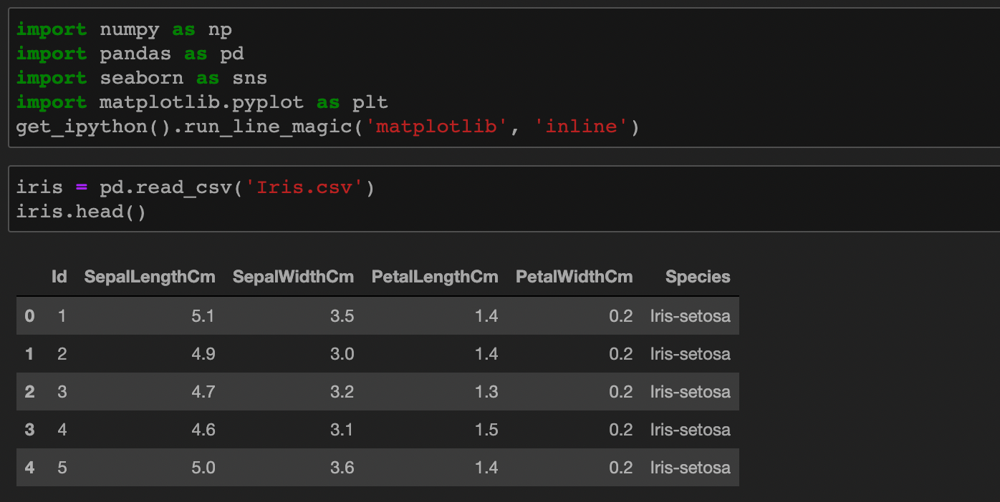 import numpy as np
import pandas as pd
import seaborn as sns
import matplotlib.pyplot as plt
get_ipython().run_line_magic('matplotlib', 'inline')
iris = pd.read_csv('Iris.csv')
iris.head()
Id SepalLengthCm SepalWidthCm PetalLengthCm PetalWidthCm Species
0 1 5.1 3.5 1.4 0.2 Iris-setosa
1 2 4.9 3.0 1.4 0.2 Iris-setosa
2 3 4.7 3.2 1.3 0.2 Iris-setosa
3 4 4.6 3.1 1.5 0.2 Iris-setosa
4 5 5.0 3.6 1.4 0.2 Iris-setosa